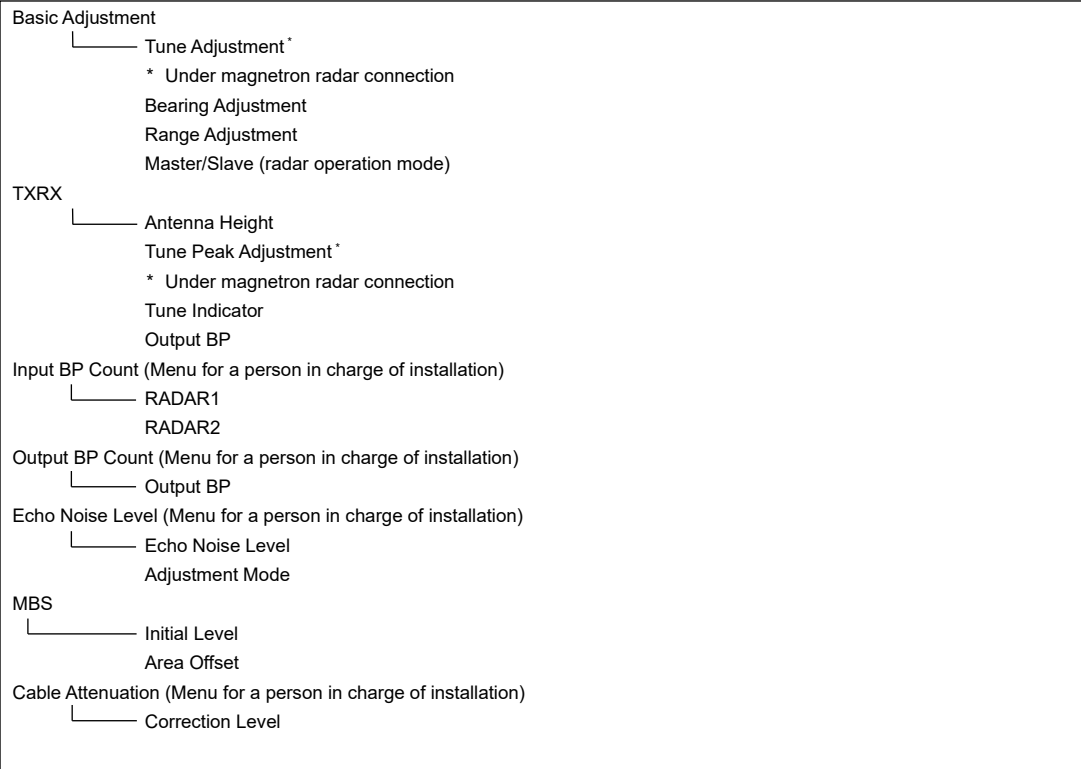 Basic Adjustment
Tune Adjustment*
* Under magnetron radar connection
Bearing Adjustment
Range Adjustment
Master/Slave (radar operation mode)
TXRX
Antenna Height
Tune Peak Adjustment*
* Under magnetron radar connection
Tune Indicator
Output BP
Input BP Count (Menu for a person in charge of installation)
RADAR1
RADAR2
Output BP Count (Menu for a person in charge of installation)
Output BP
Echo Noise Level (Menu for a person in charge of installation)
Echo Noise Level
Adjustment Mode
MBS
Initial Level
Area Offset
Cable Attenuation (Menu for a person in charge of installation)
Correction Level